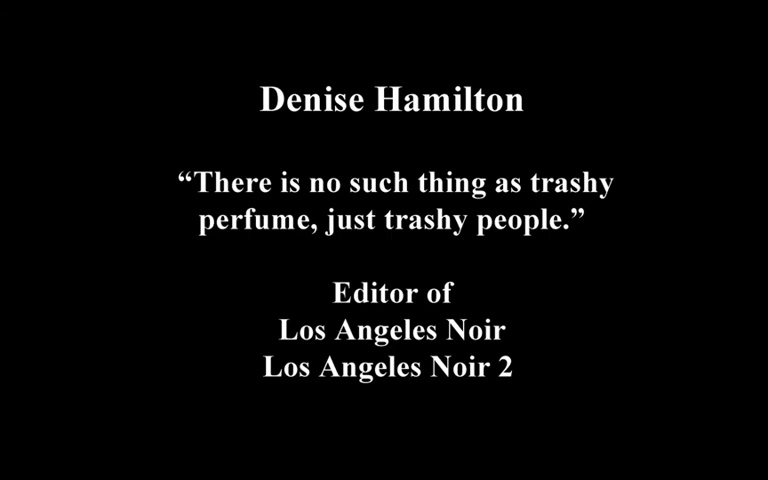 Denise Hamilton
“There is no such thing as trashy
perfume, just trashy people.”
Editor of
Los Angeles Noir
Los Angeles Noir 2